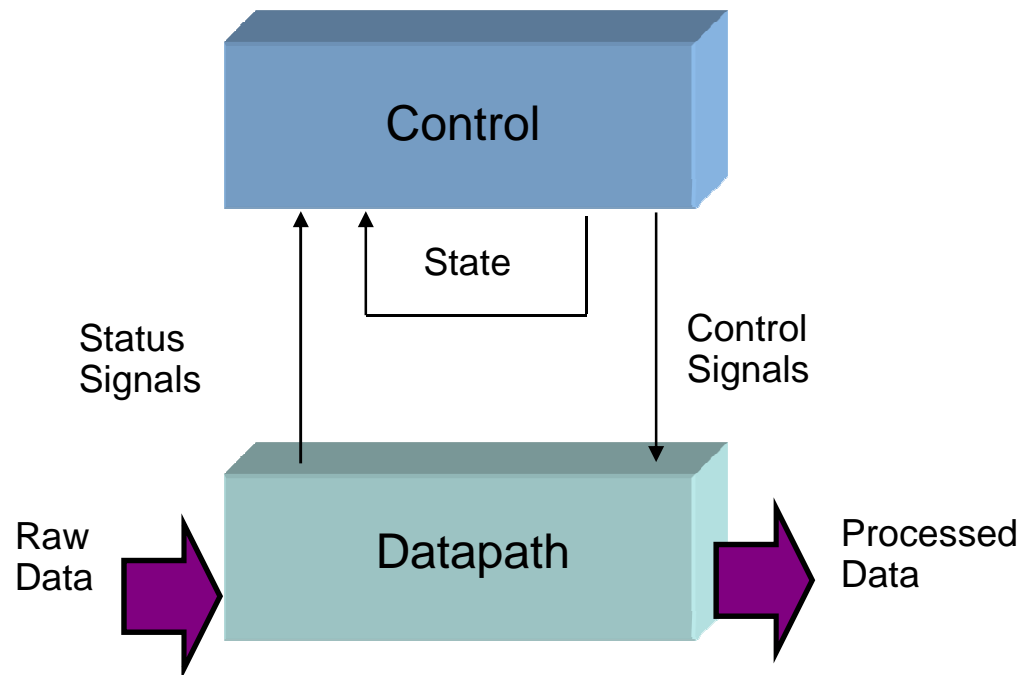 Control
State
Status
Signals
Control
Signals
Raw
Data
Datapath
Processed
Data